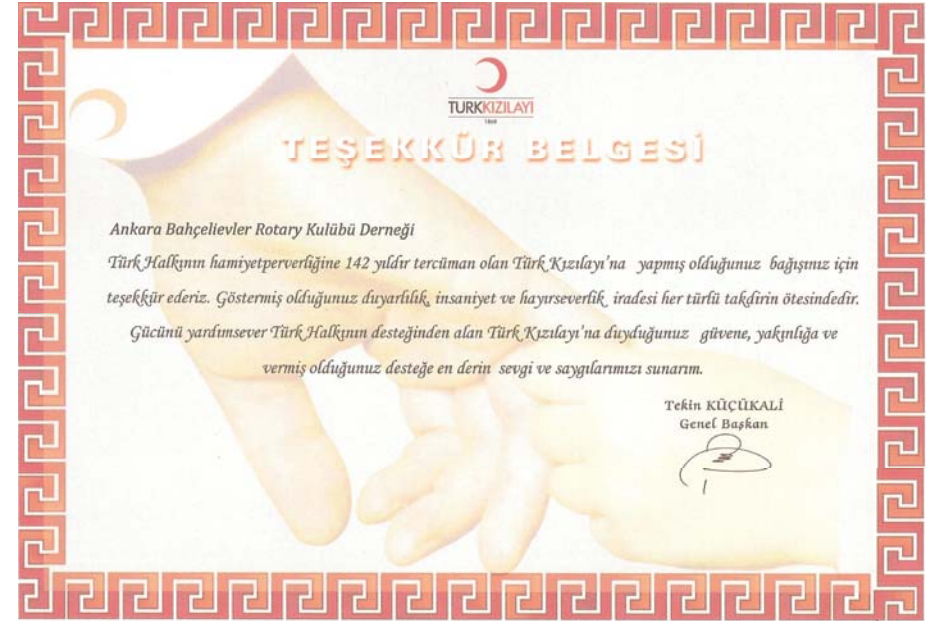 TÜRKKIZILAYI
1868
TEŞEKKÜR BELGESİ
Ankara Bahçelievler Rotary Kulübü Derneği
Türk Halkının hamiyetperverliğine 142 yıldır tercüman olan Türk Kızılayı'na yapmış olduğunuz bağışınız için
teşekkür ederiz. Göstermiş olduğunuz duyarlılık, insaniyet ve hayırseverlik iradesi her türlü takdirin ötesindedir.
Gücünü yardımsever Türk Halkının desteğinden alan Türk Kızılayı'na duyduğunuz güvene, yakınlığa ve
vermiş olduğunuz desteğe en derin sevgi ve saygılarımızı sunarım.
Tekin KÜÇÜKALİ
Genel Başkan